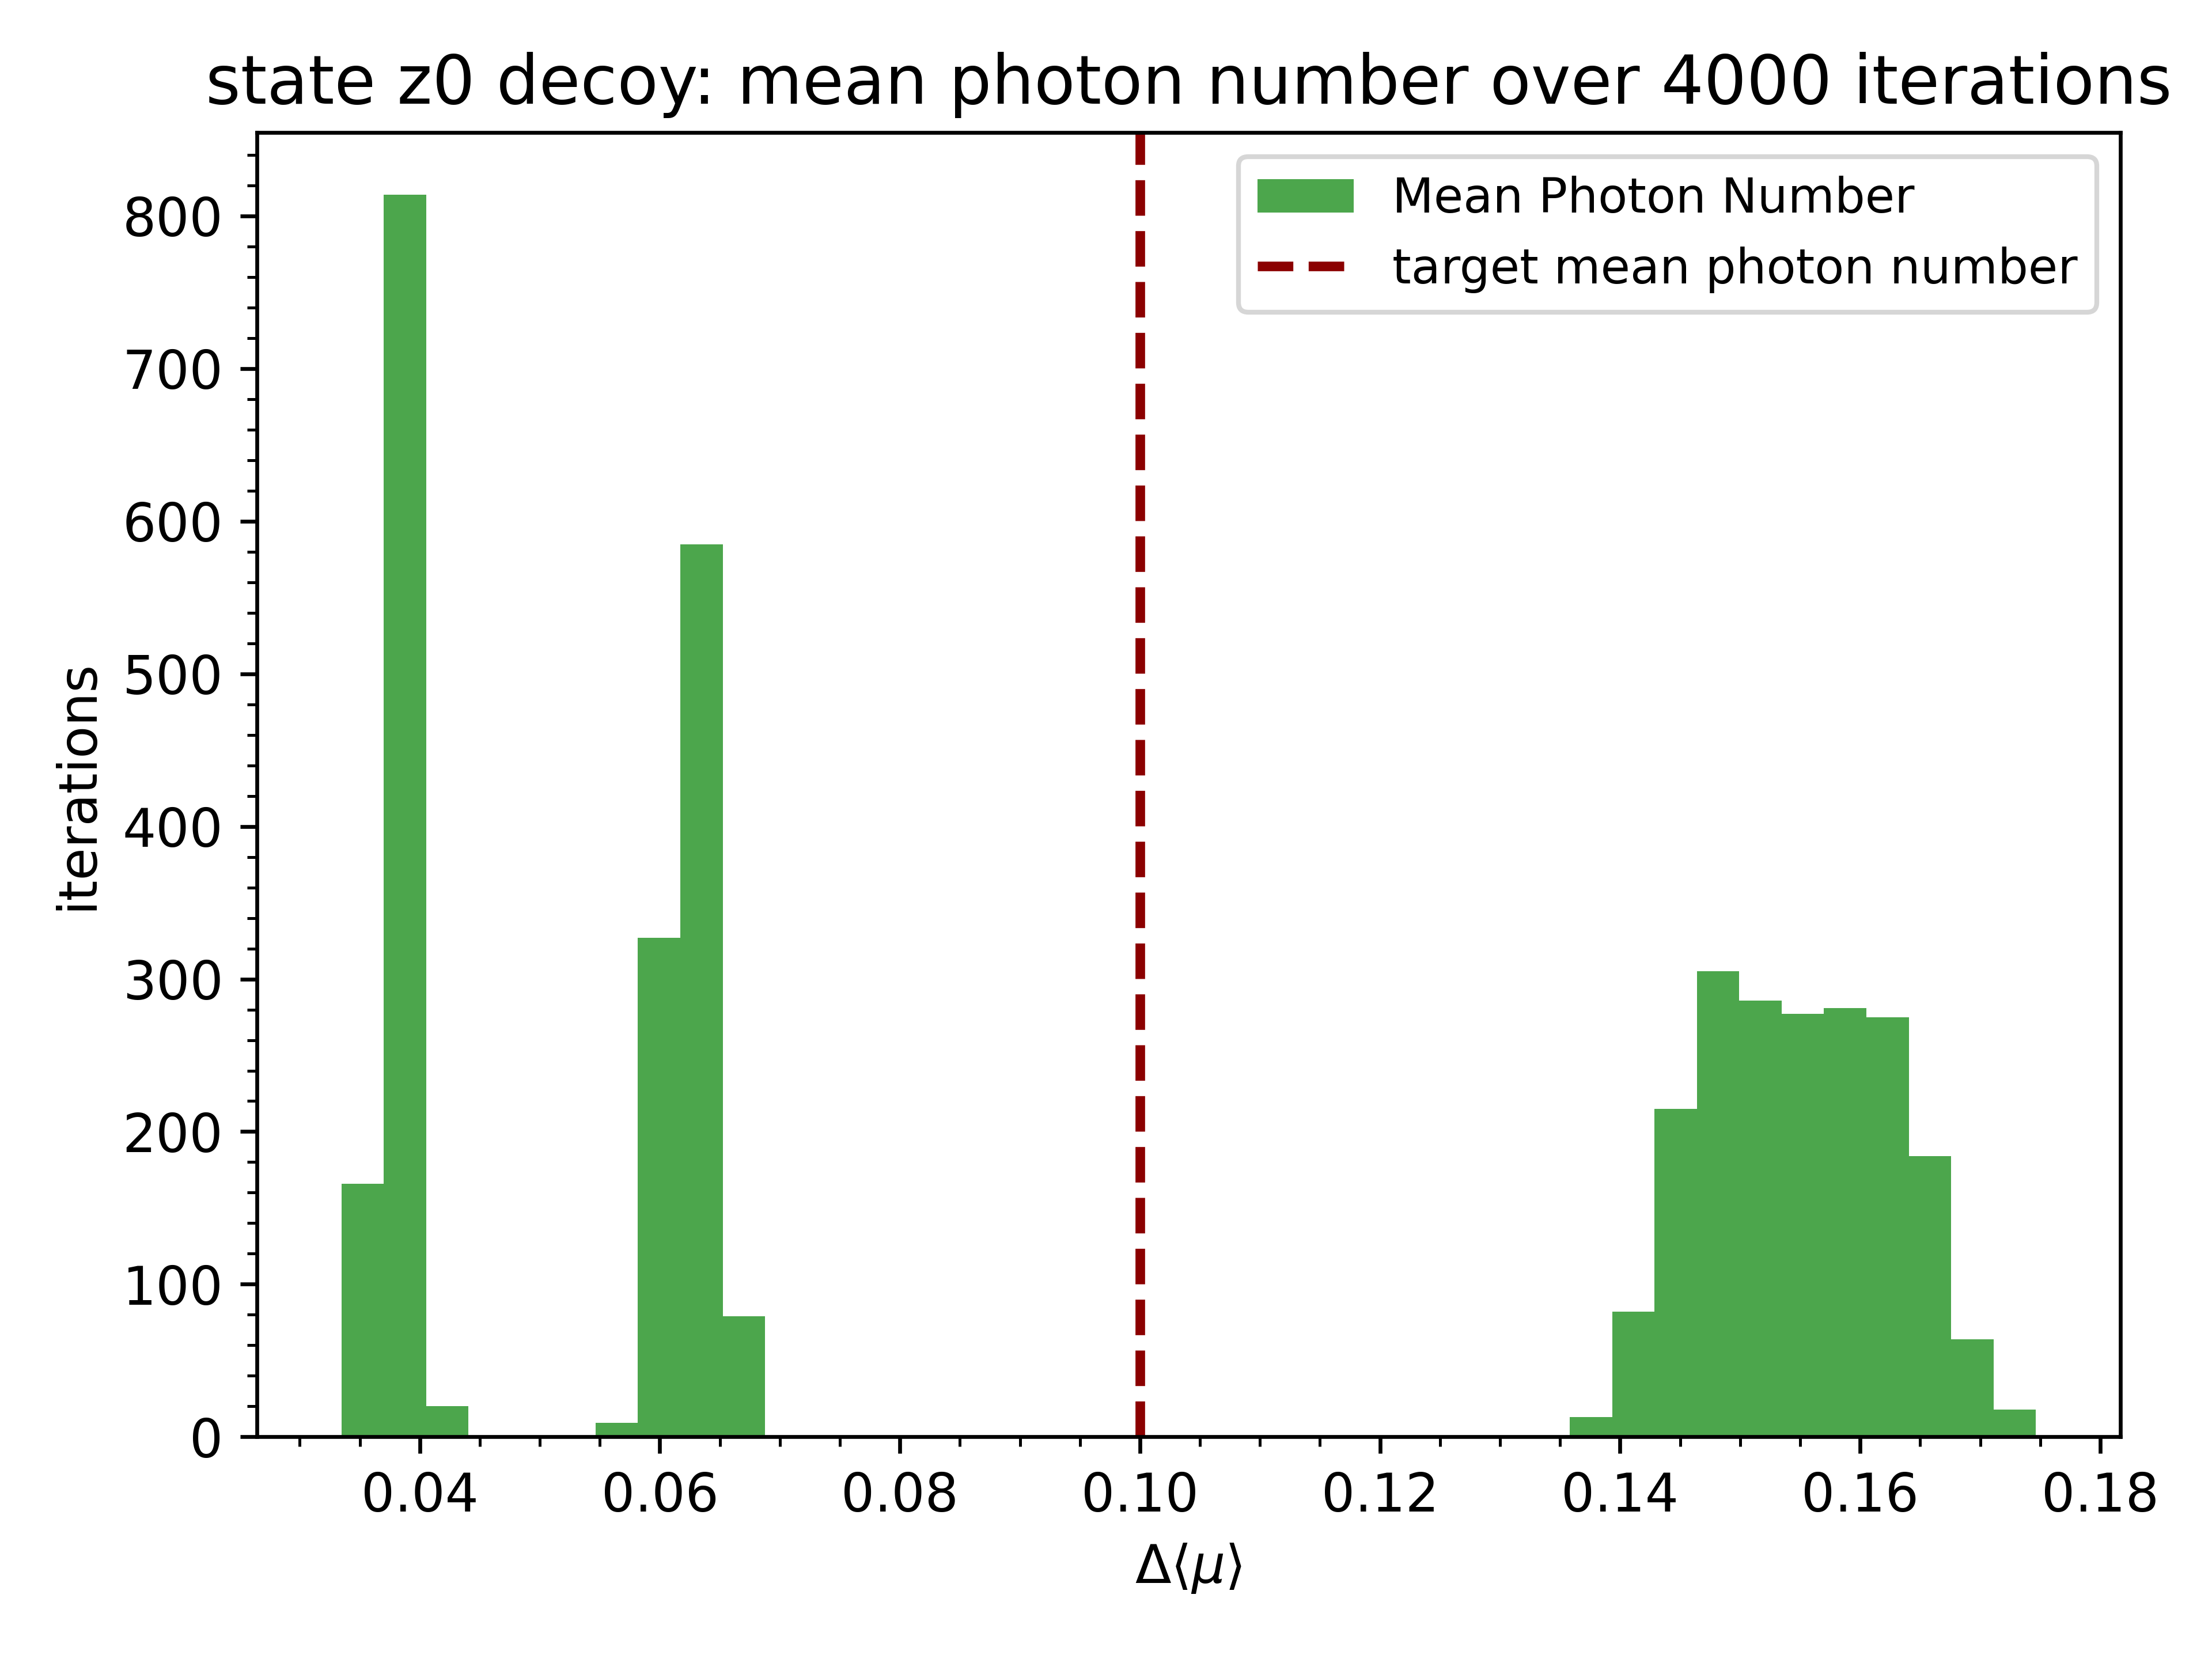 state z0 decoy: mean photon number over 4000 iterations
Mean Photon Number
target mean photon number
800
700
600
500
400
300
200
100
0
iterations
0.04 0.06 0.08 0.10 0.12 0.14 0.16 0.18
Δ⟨μ⟩